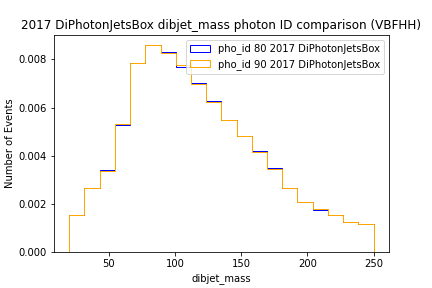 2017 DiPhotonJetsBox dibjet_mass photon ID comparison (VBFHH)
pho_id 80 2017 DiPhotonJetsBox
pho_id 90 2017 DiPhotonJetsBox
Number of Events
0.008
0.006
0.004
0.002
0.000
50 100 150 200 250
dibjet_mass